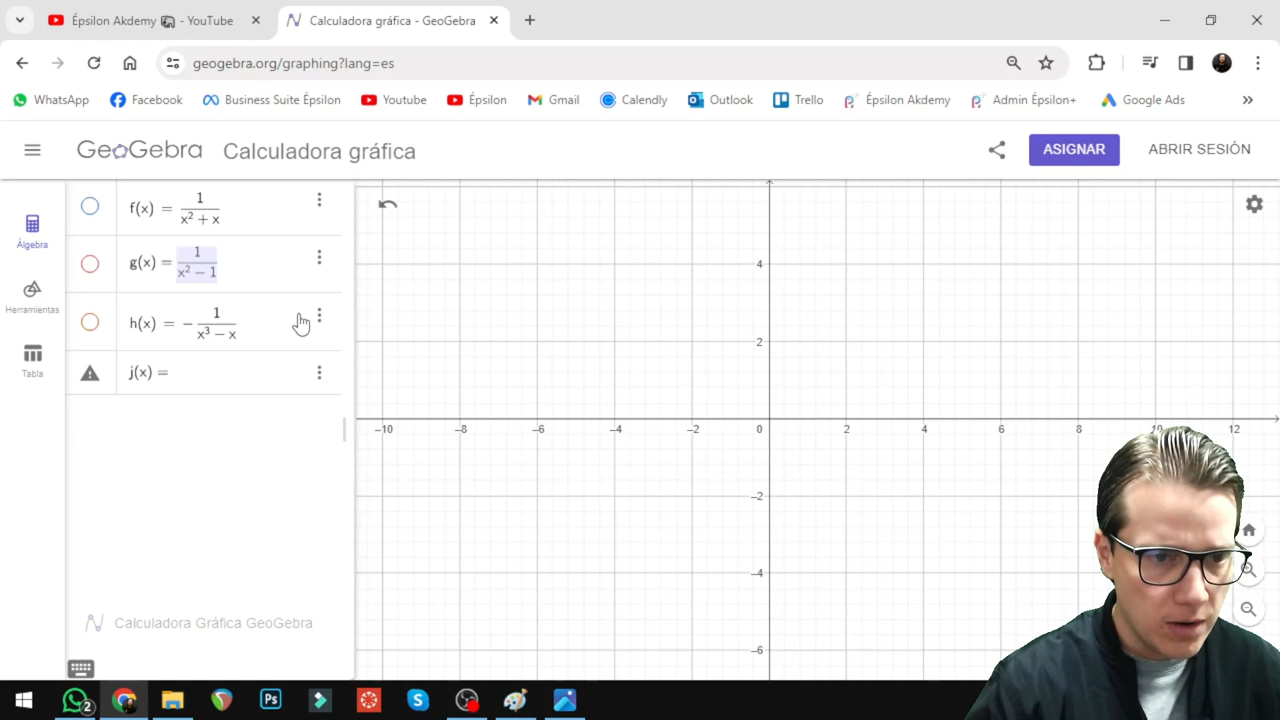 Épsilon Akdemy - YouTube
Calculadora gráfica - GeoGebra
geogebra.org/graphing?lang=es
WhatsApp
Facebook
Business Suite Épsilon
Youtube
Épsilon
Gmail
Calendly
Outlook
Trello
Épsilon Akdemy
Admin Épsilon+
Google Ads
GeoGebra
Calculadora gráfica
ASIGNAR
ABRIR SESIÓN
Álgebra
Herramientas
Tabla
f(x) = 1/(x² + x)
g(x) = 1/(x² − 1)
h(x) = − 1/(x³ − x)
j(x) =
Calculadora Gráfica GeoGebra
4
2
−10 −8 −6 −4 −2 0 2 4 6 8 10 12
−2
−4
−6
Ps
2